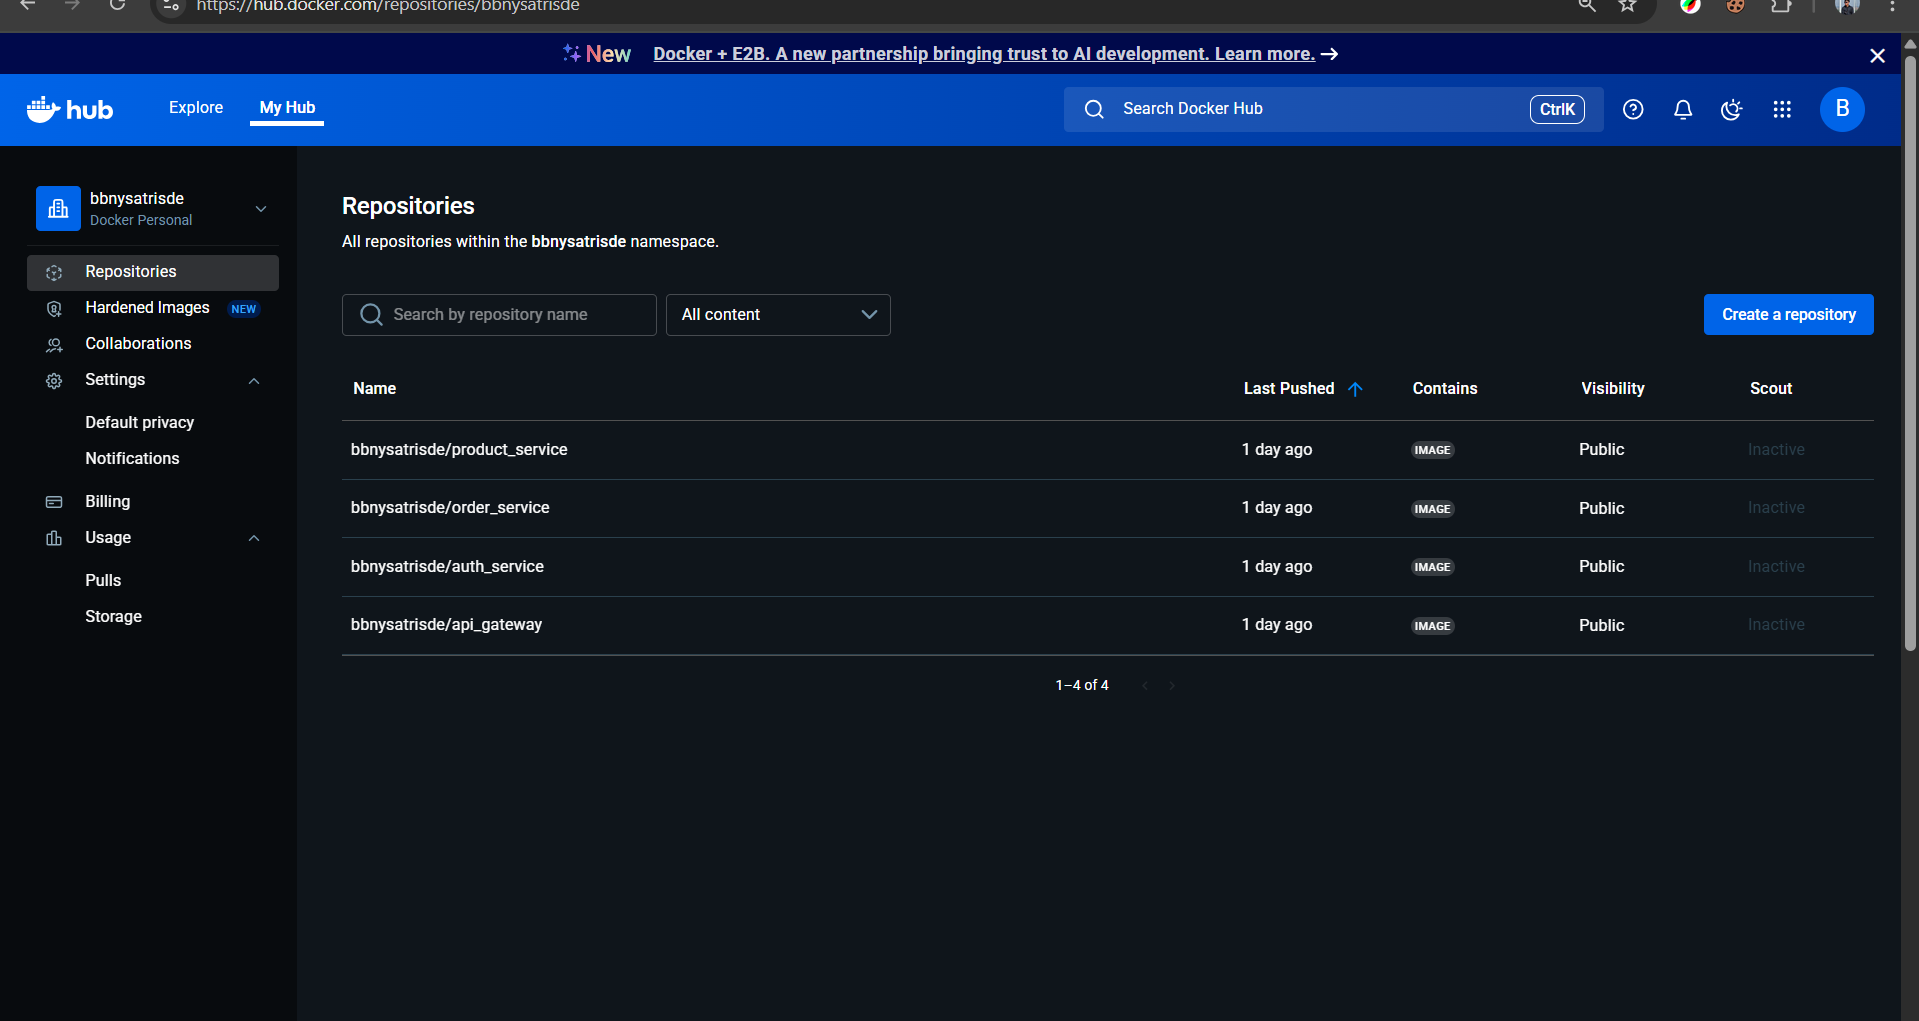 https://hub.docker.com/repositories/bbnysatrisde
New Docker + E2B. A new partnership bringing trust to AI development. Learn more. →
hub Explore My Hub Search Docker Hub CtrlK B
bbnysatrisde
Docker Personal
Repositories
Hardened Images NEW
Collaborations
Settings
Default privacy
Notifications
Billing
Usage
Pulls
Storage
Repositories
All repositories within the bbnysatrisde namespace.
Search by repository name All content Create a repository
Name Last Pushed Contains Visibility Scout
bbnysatrisde/product_service 1 day ago IMAGE Public Inactive
bbnysatrisde/order_service 1 day ago IMAGE Public Inactive
bbnysatrisde/auth_service 1 day ago IMAGE Public Inactive
bbnysatrisde/api_gateway 1 day ago IMAGE Public Inactive
1–4 of 4